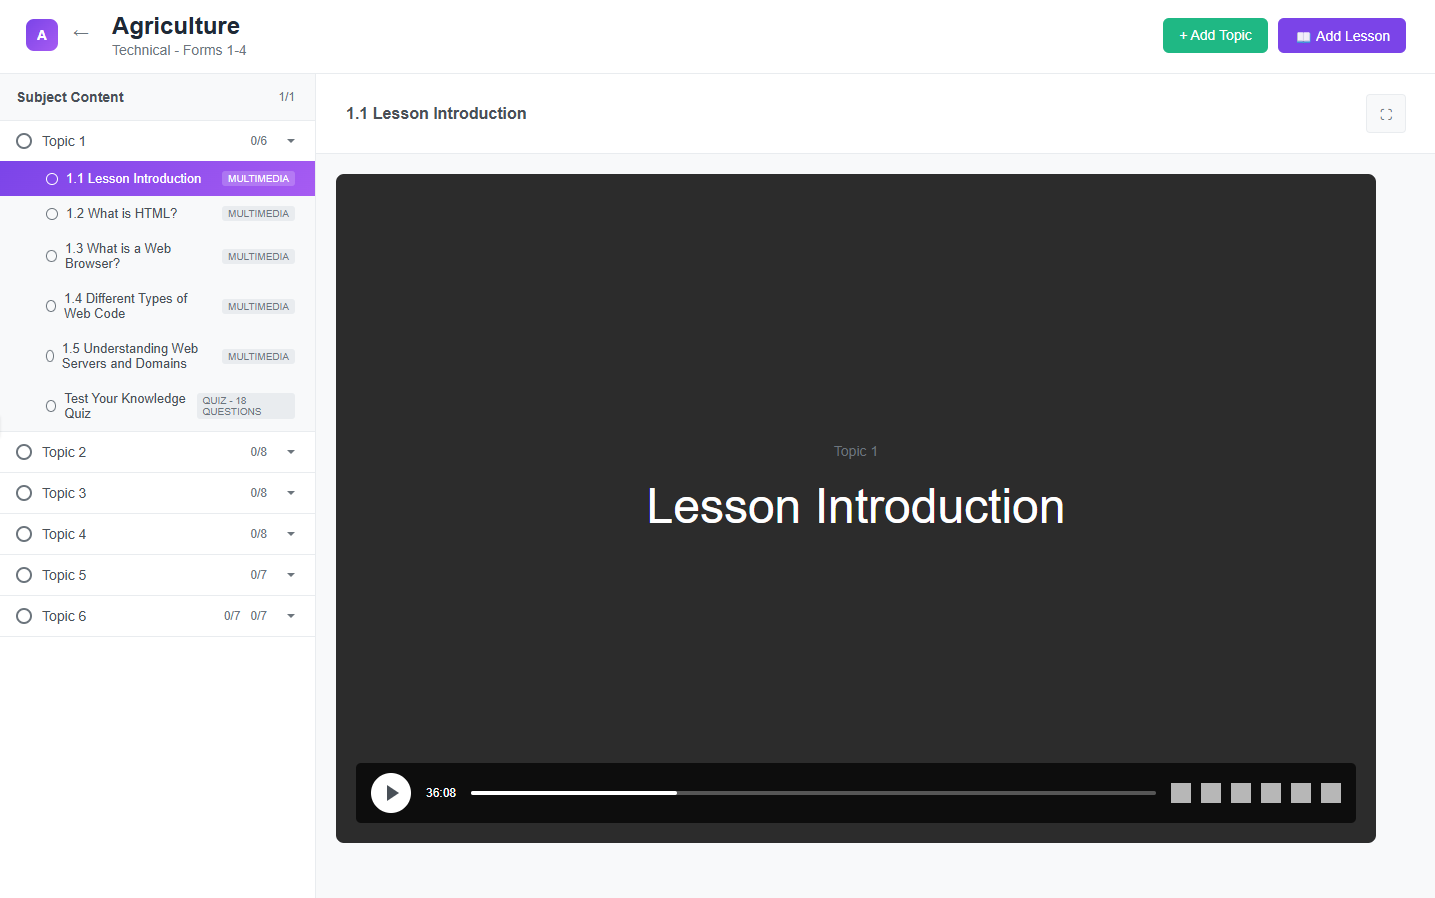 A
←
Agriculture
Technical - Forms 1-4
+ Add Topic
Add Lesson
Subject Content
1/1
Topic 1
0/6
1.1 Lesson Introduction
MULTIMEDIA
1.2 What is HTML?
MULTIMEDIA
1.3 What is a Web
Browser?
MULTIMEDIA
1.4 Different Types of
Web Code
MULTIMEDIA
1.5 Understanding Web
Servers and Domains
MULTIMEDIA
Test Your Knowledge
Quiz
QUIZ - 18
QUESTIONS
Topic 2
0/8
Topic 3
0/8
Topic 4
0/8
Topic 5
0/7
Topic 6
0/7 0/7
1.1 Lesson Introduction
Topic 1
Lesson Introduction
36:08